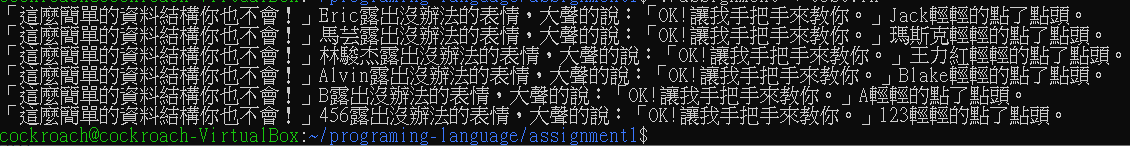 「這麼簡單的資料結構你也不會！」Eric露出沒辦法的表情，大聲的說：「OK!讓我手把手來教你。」Jack輕輕的點了點頭。
「這麼簡單的資料結構你也不會！」馬芸露出沒辦法的表情，大聲的說：「OK!讓我手把手來教你。」瑪斯克輕輕的點了點頭。
「這麼簡單的資料結構你也不會！」林駿杰露出沒辦法的表情，大聲的說：「OK!讓我手把手來教你。」王力紅輕輕的點了點頭。
「這麼簡單的資料結構你也不會！」Alvin露出沒辦法的表情，大聲的說：「OK!讓我手把手來教你。」Blake輕輕的點了點頭。
「這麼簡單的資料結構你也不會！」B露出沒辦法的表情，大聲的說：「OK!讓我手把手來教你。」A輕輕的點了點頭。
「這麼簡單的資料結構你也不會！」456露出沒辦法的表情，大聲的說：「OK!讓我手把手來教你。」123輕輕的點了點頭。
cockroach@cockroach-VirtualBox:~/programing-language/assignment1$